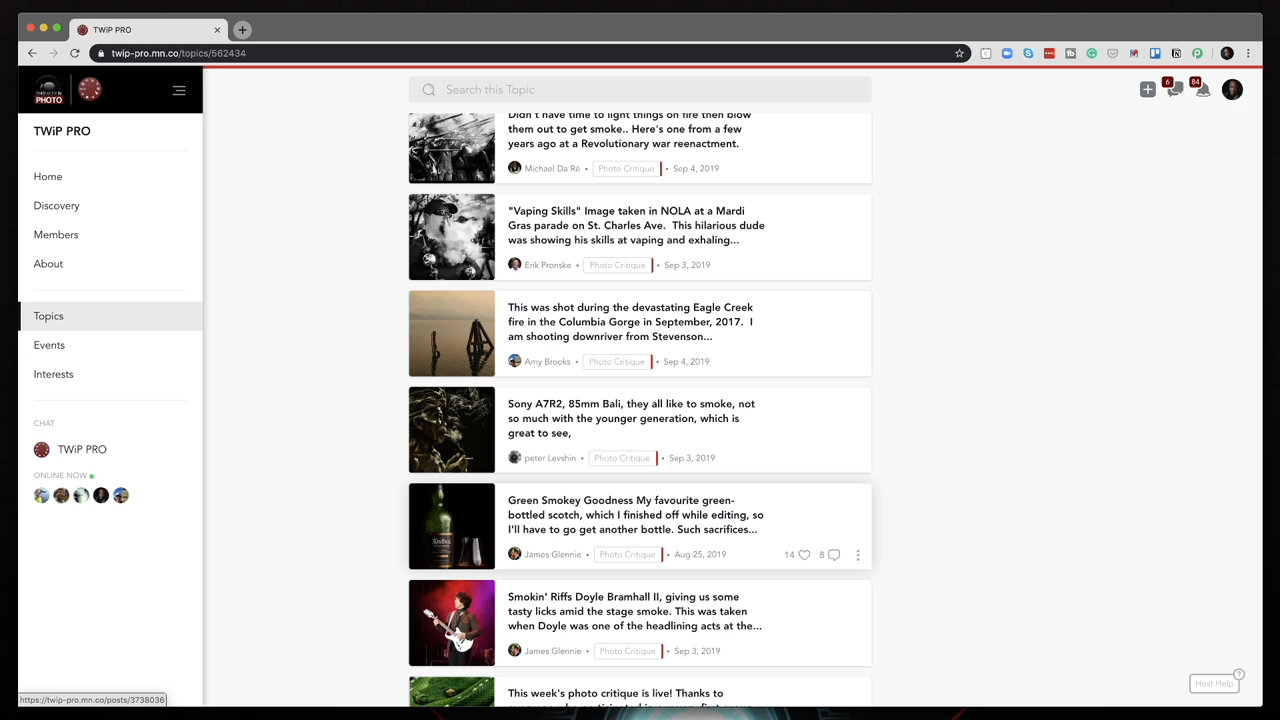 TWiP PRO
twip-pro.mn.co/topics/562434
THIS WEEK IN
PHOTO
Search this Topic
6
84
TWiP PRO
Home
Discovery
Members
About
Topics
Events
Interests
CHAT
TWiP PRO
ONLINE NOW
Didn't have time to light things on fire then blow
them out to get smoke.. Here's one from a few
years ago at a Revolutionary war reenactment.
Michael Da Ré • Photo Critique • Sep 4, 2019
"Vaping Skills" Image taken in NOLA at a Mardi
Gras parade on St. Charles Ave. This hilarious dude
was showing his skills at vaping and exhaling...
Erik Pronske • Photo Critique • Sep 3, 2019
This was shot during the devastating Eagle Creek
fire in the Columbia Gorge in September, 2017. I
am shooting downriver from Stevenson...
Amy Brooks • Photo Critique • Sep 4, 2019
Sony A7R2, 85mm Bali, they all like to smoke, not
so much with the younger generation, which is
great to see,
peter Levshin • Photo Critique • Sep 3, 2019
Green Smokey Goodness My favourite green-
bottled scotch, which I finished off while editing, so
I'll have to go get another bottle. Such sacrifices...
James Glennie • Photo Critique • Aug 25, 2019 14 8
Ardbeg
Smokin' Riffs Doyle Bramhall II, giving us some
tasty licks amid the stage smoke. This was taken
when Doyle was one of the headlining acts at the...
James Glennie • Photo Critique • Sep 3, 2019
This week's photo critique is live! Thanks to
Host Help
?
https://twip-pro.mn.co/posts/3738036